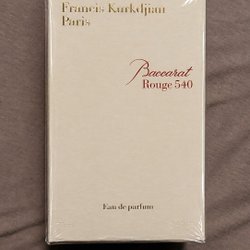 Francis Kurkdjian
Paris
Baccarat
Rouge 540
Eau de parfum